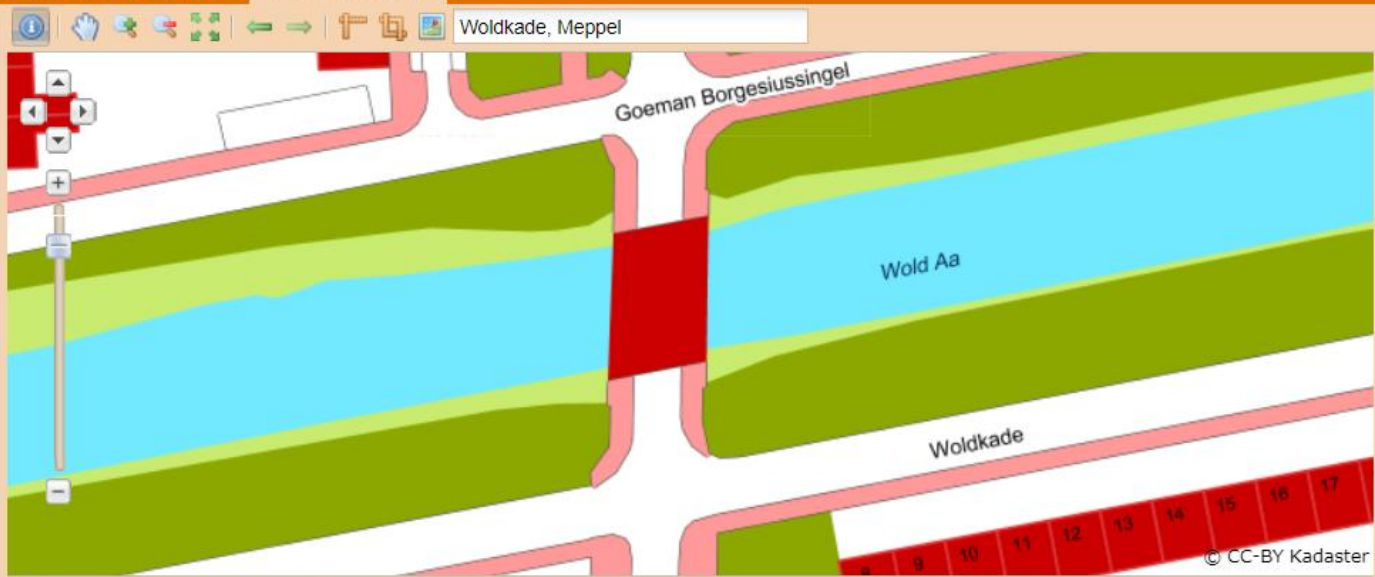 Woldkade, Meppel
Goeman Borgesiussingel
Wold Aa
Woldkade
8 9 10 11 12 13 14 15 16 17
© CC-BY Kadaster